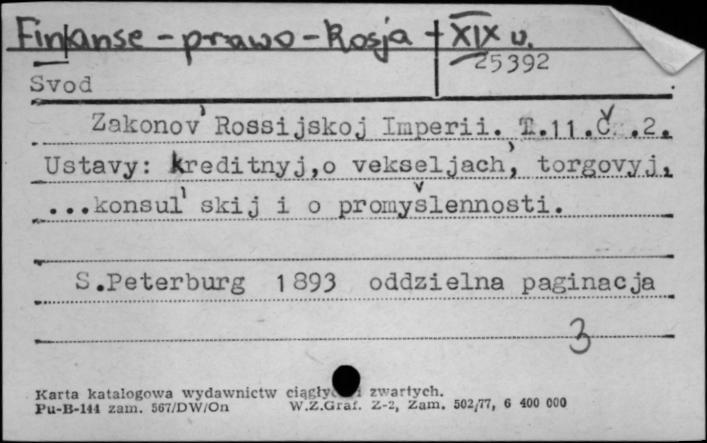 Finanse - prawo - Rosja + XIX w.
25392
Svod
Zakonov' Rossijskoj Imperii. T.11.Č .2.
Ustavy: kreditnyj,o vekseljach, torgovyj,
...konsul'skij i o promyšlennosti.
S.Peterburg 1893 oddzielna paginacja
3
Karta katalogowa wydawnictw zwartych.
Pu-B-144 zam. 567/DW/On W.Z.Graf. Z-2, Zam. 502/77, 6 400 000